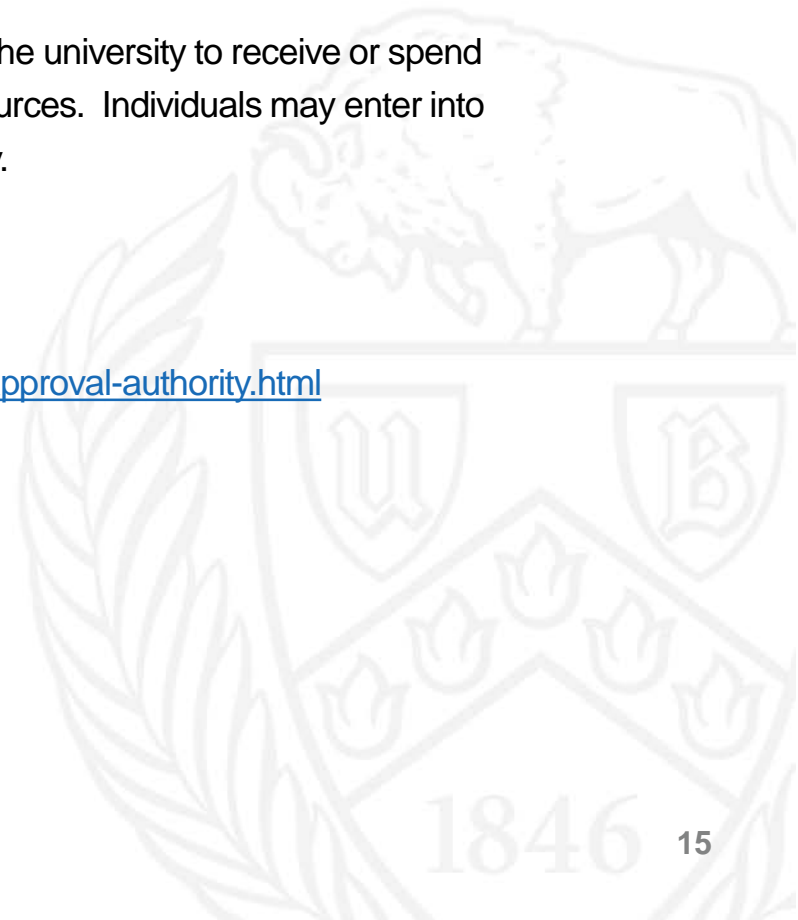 he university to receive or spend
urces.  Individuals may enter into
y.
pproval-authority.html
U B
1846
15